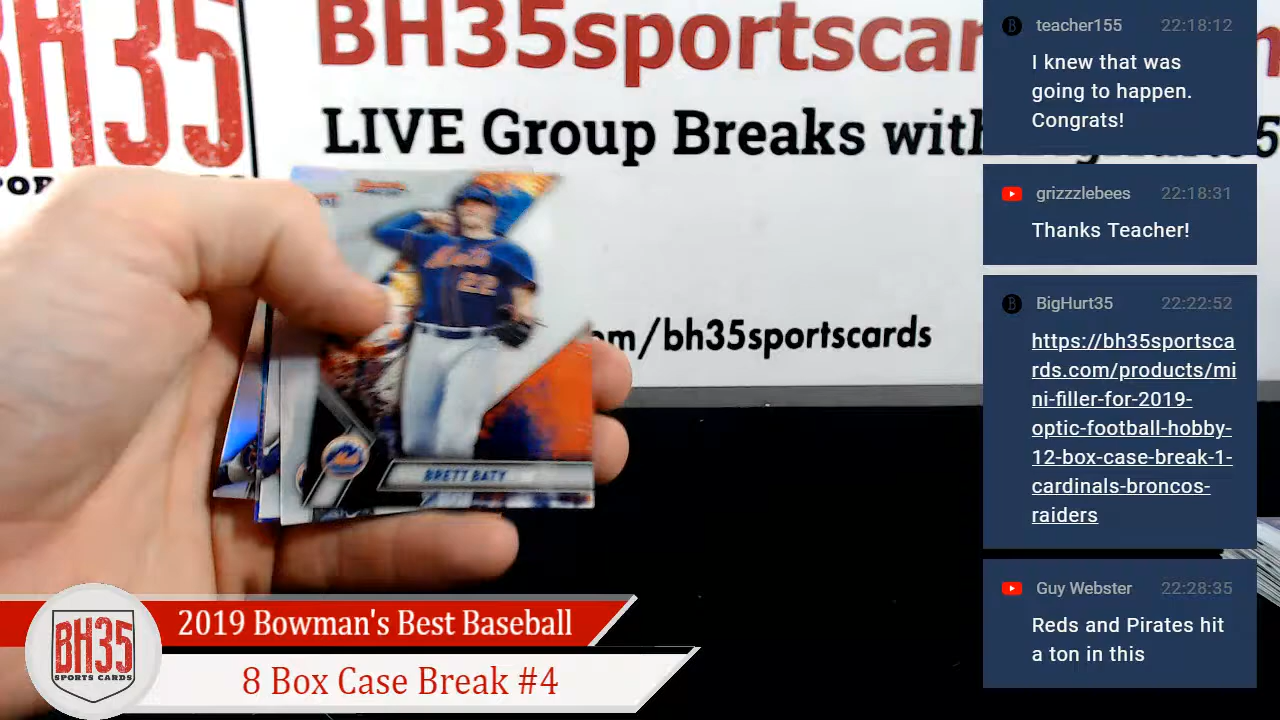 BH35
BH35sportscar
LIVE Group Breaks with
om/bh35sportscards
Mets
22
BRETT BATY
2019 Bowman's Best Baseball
8 Box Case Break #4
BH35
SPORTS CARDS
teacher155 22:18:12
I knew that was
going to happen.
Congrats!
grizzzlebees 22:18:31
Thanks Teacher!
BigHurt35 22:22:52
https://bh35sportsca
rds.com/products/mi
ni-filler-for-2019-
optic-football-hobby-
12-box-case-break-1-
cardinals-broncos-
raiders
Guy Webster 22:28:35
Reds and Pirates hit
a ton in this